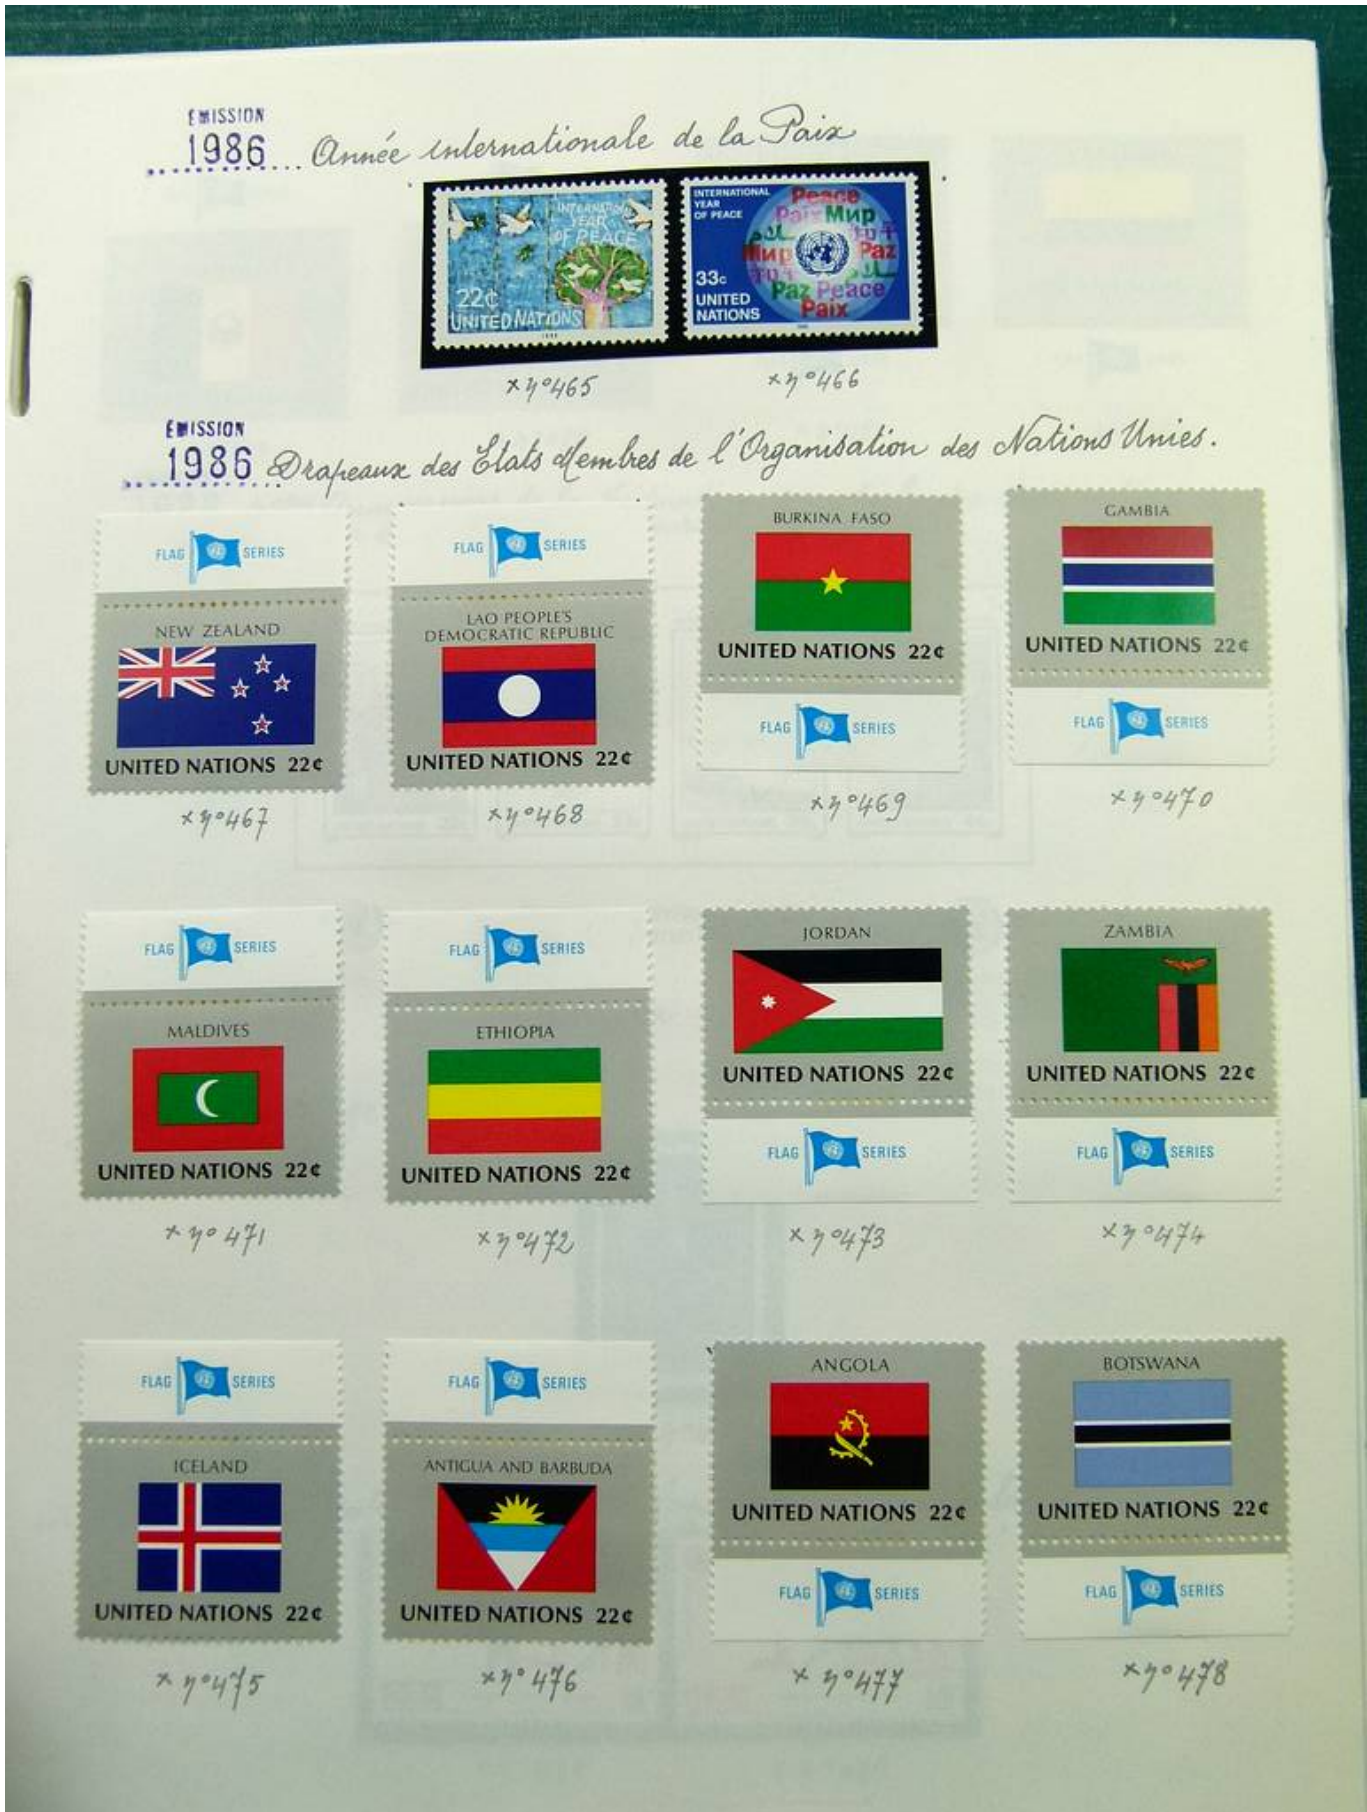 EMISSION
1986 Année internationale de la Paix
INTERNATIONAL
YEAR
OF PEACE
22¢
UNITED NATIONS
INTERNATIONAL
YEAR
OF PEACE
Peace
Paix Мир
سلام
Мир Paz
Paz Peace
Paix
33c
UNITED
NATIONS
x n° 465 x n° 466
EMISSION
1986 Drapeaux des Etats Membres de l'Organisation des Nations Unies.
FLAG SERIES
NEW ZEALAND
UNITED NATIONS 22¢
FLAG SERIES
LAO PEOPLE'S
DEMOCRATIC REPUBLIC
UNITED NATIONS 22¢
BURKINA FASO
UNITED NATIONS 22¢
FLAG SERIES
GAMBIA
UNITED NATIONS 22¢
FLAG SERIES
x n° 467 x n° 468 x n° 469 x n° 470
FLAG SERIES
MALDIVES
UNITED NATIONS 22¢
FLAG SERIES
ETHIOPIA
UNITED NATIONS 22¢
JORDAN
UNITED NATIONS 22¢
FLAG SERIES
ZAMBIA
UNITED NATIONS 22¢
FLAG SERIES
x n° 471 x n° 472 x n° 473 x n° 474
FLAG SERIES
ICELAND
UNITED NATIONS 22¢
FLAG SERIES
ANTIGUA AND BARBUDA
UNITED NATIONS 22¢
ANGOLA
UNITED NATIONS 22¢
FLAG SERIES
BOTSWANA
UNITED NATIONS 22¢
FLAG SERIES
x n° 475 x n° 476 x n° 477 x n° 478